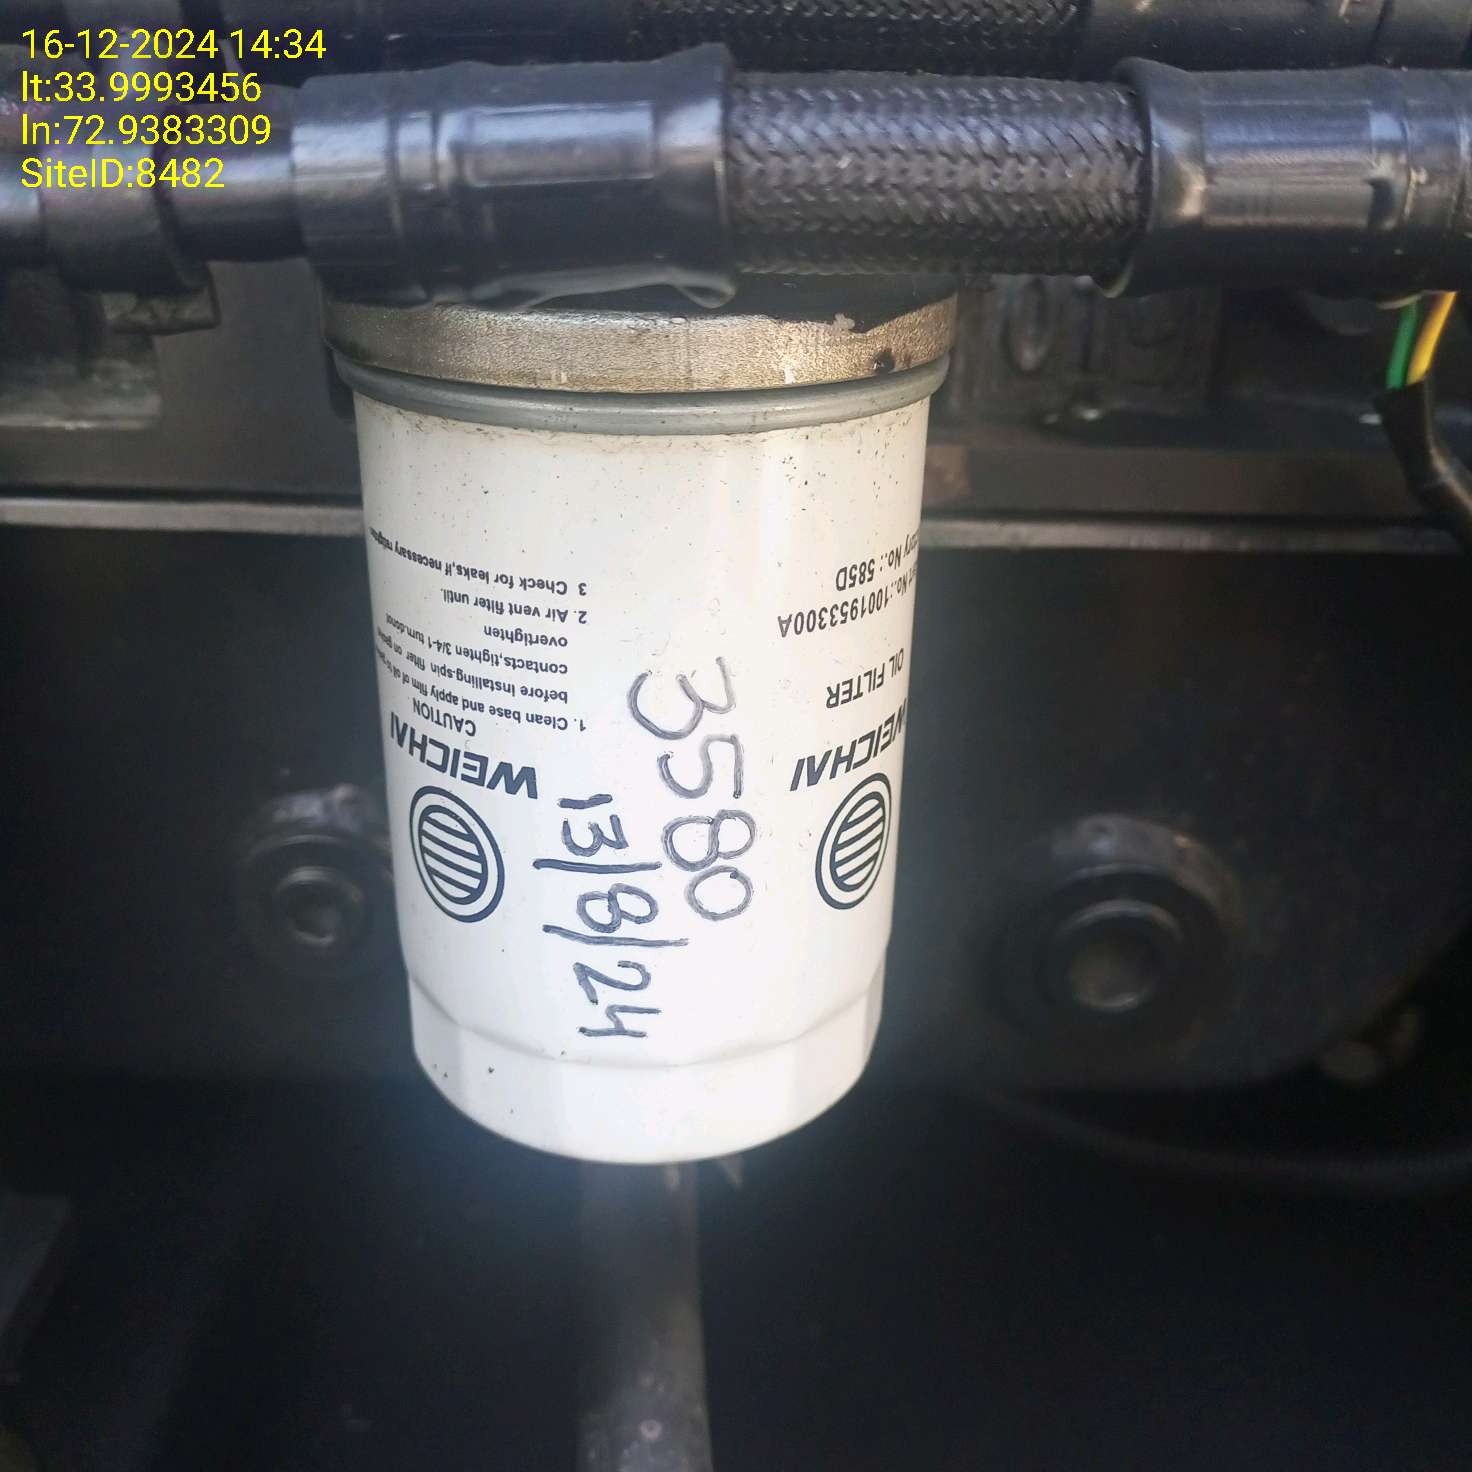 16-12-2024 14:34
lt:33.9993456
ln:72.9383309
SiteID:8482
WEICHAI
CAUTION
1. Clean base and apply film of oil to
before installing.spin filter on
contacts,tighten 3/4-1 turn.donot
overtighten
2. Air vent filter until.
3 Check for leaks,if necessary
3580
13/8/24
WEICHAI
OIL FILTER
No.:1001953300A
No.: 585D